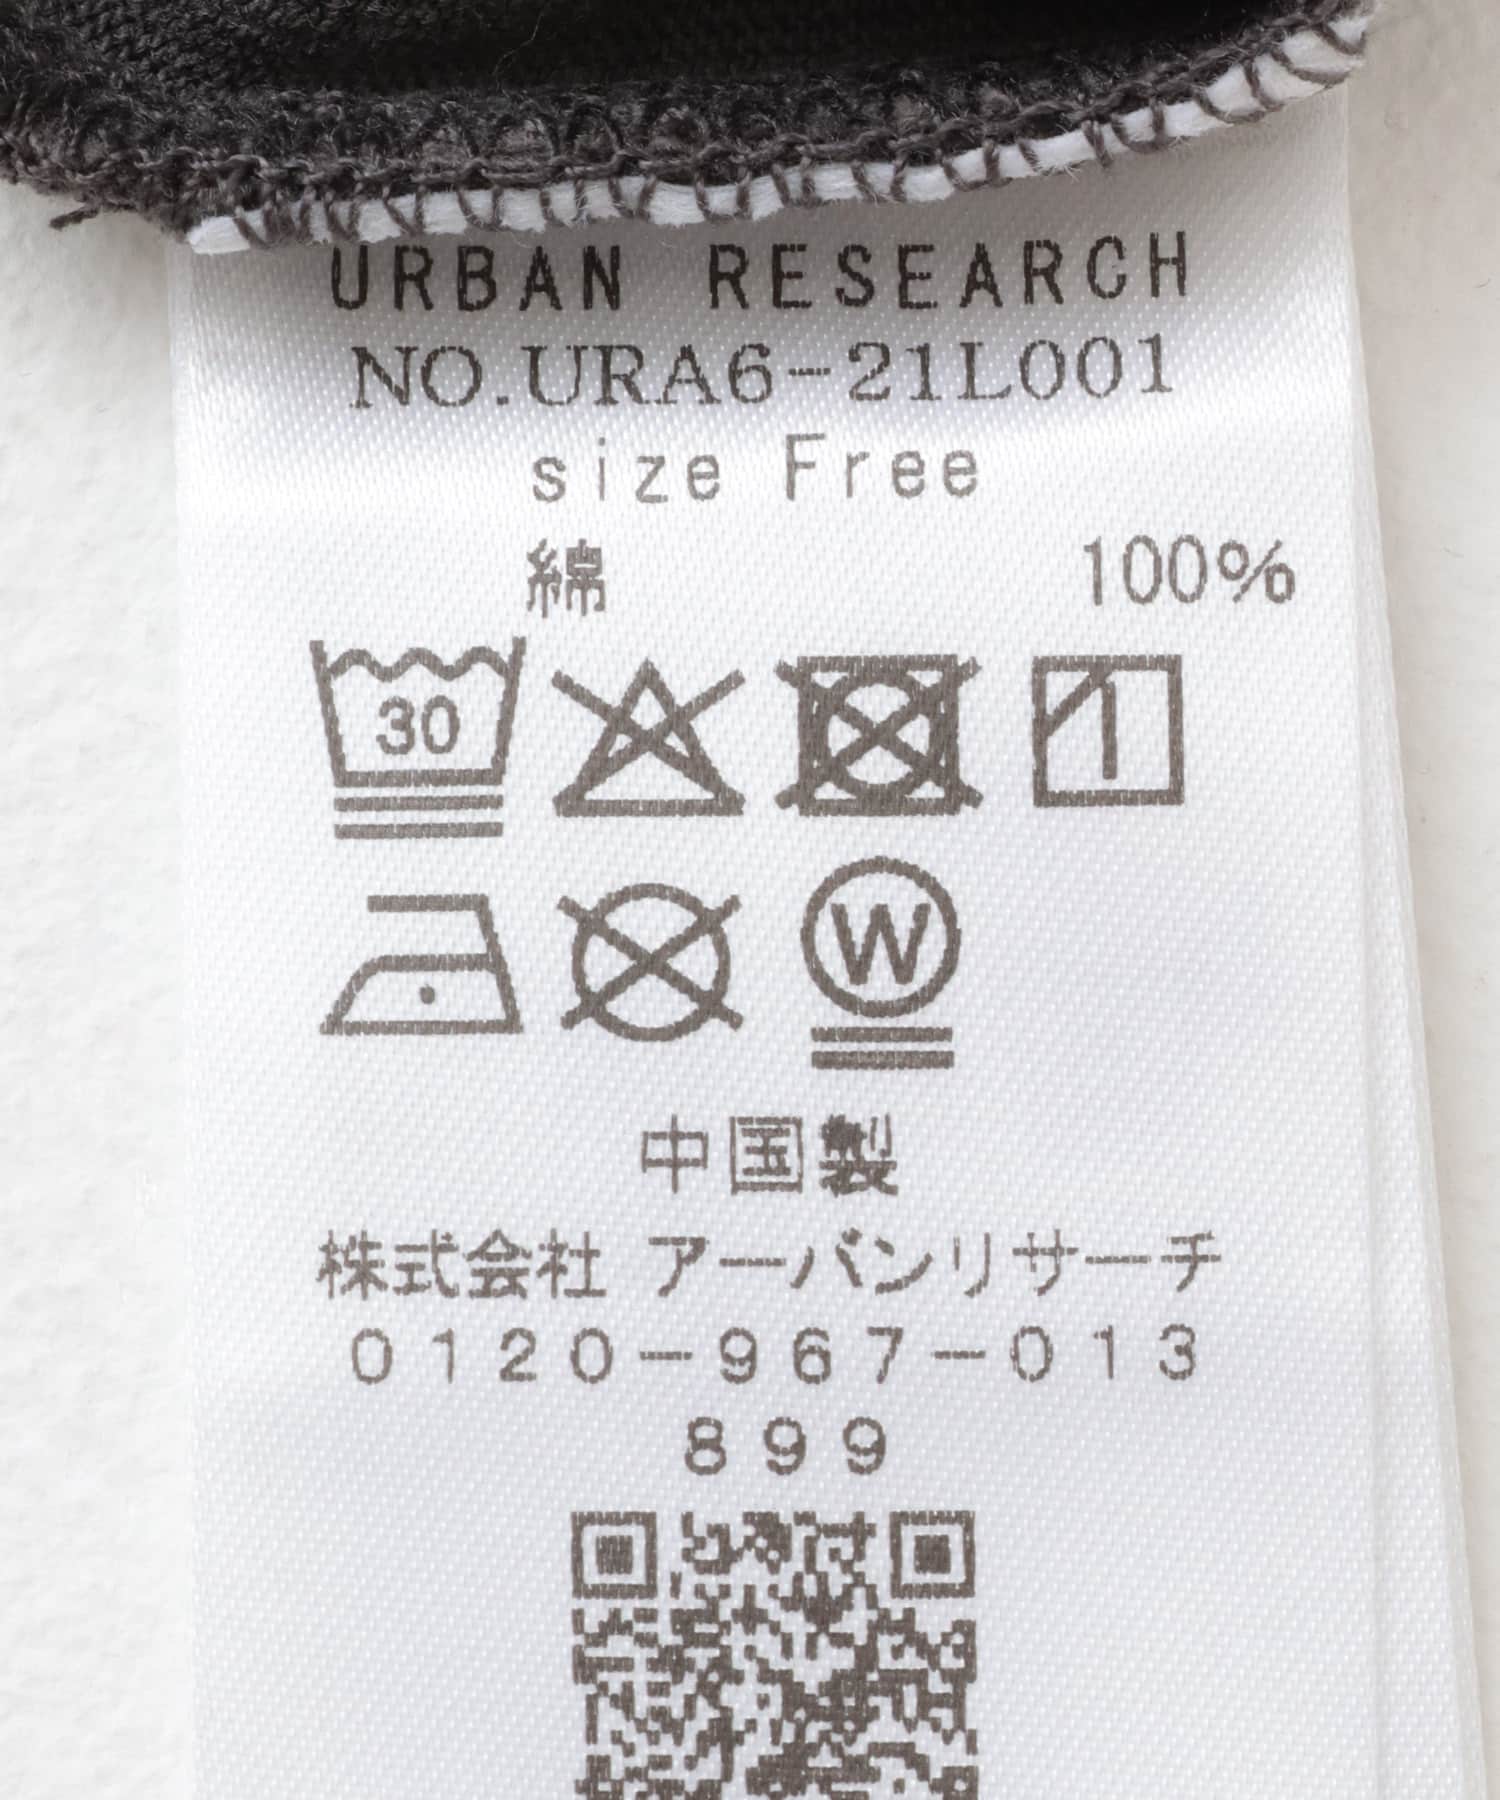 URBAN RESEARCH
NO.URA6-21L001
size Free
綿 100%
30
W
中国製
株式会社 アーバンリサーチ
0120-967-013
899